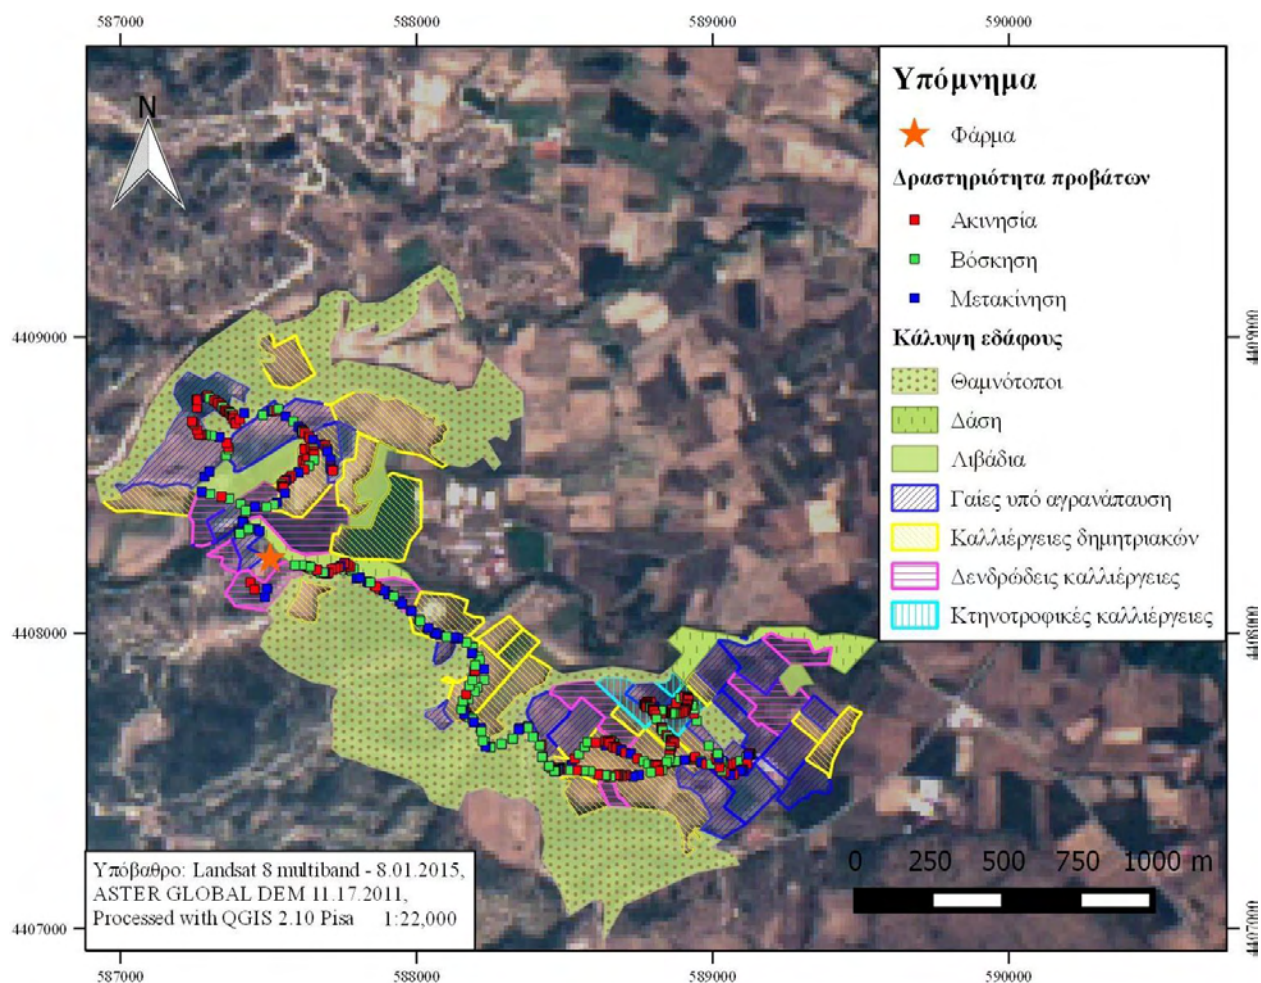 587000 588000 589000 590000
N
Υπόμνημα
Φάρμα
Δραστηριότητα προβάτων
Ακινησία
Βόσκηση
Μετακίνηση
Κάλυψη εδάφους
Θαμνότοποι
Δάση
Λιβάδια
Γαίες υπό αγρανάπαυση
Καλλιέργειες δημητριακών
Δενδρώδεις καλλιέργειες
Κτηνοτροφικές καλλιέργειες
4409000 4409000
4408000 4408000
4407000 4407000
Υπόβαθρο: Landsat 8 multiband - 8.01.2015,
ASTER GLOBAL DEM 11.17.2011,
Processed with QGIS 2.10 Pisa 1:22,000
0 250 500 750 1000 m
587000 588000 589000 590000